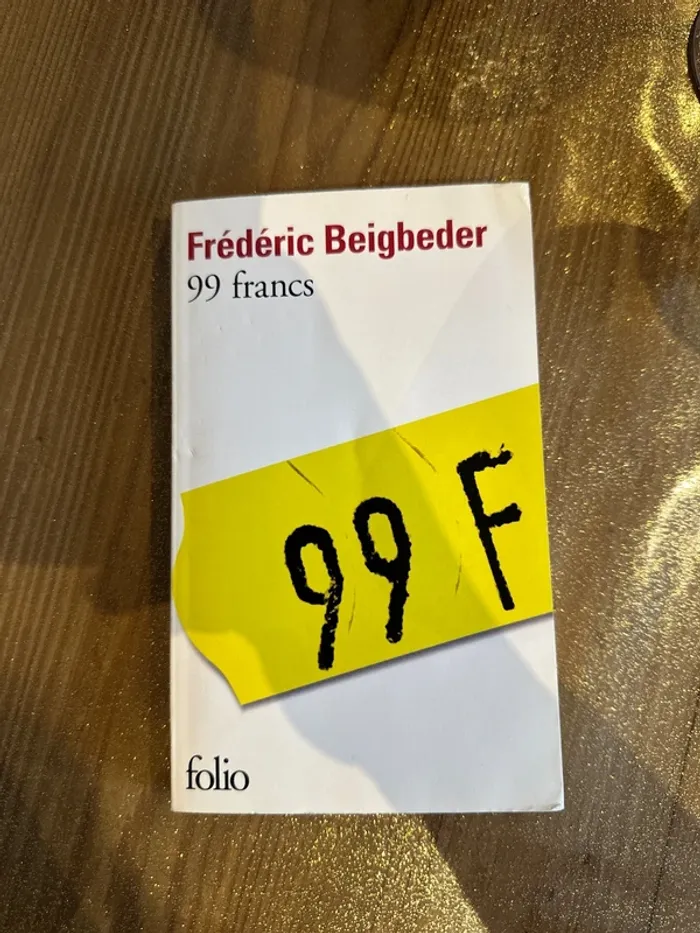 Frédéric Beigbeder
99 francs
99 F
folio